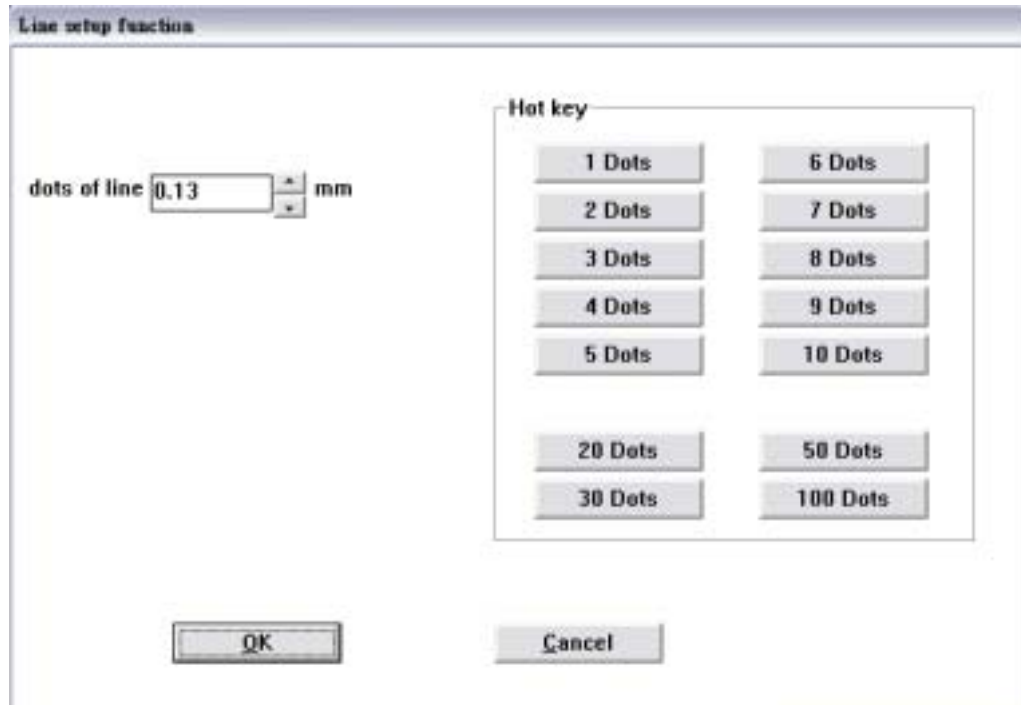 Line setup function
Hot key
dots of line 0.13 mm
1 Dots
2 Dots
3 Dots
4 Dots
5 Dots
6 Dots
7 Dots
8 Dots
9 Dots
10 Dots
20 Dots
30 Dots
50 Dots
100 Dots
OK
Cancel